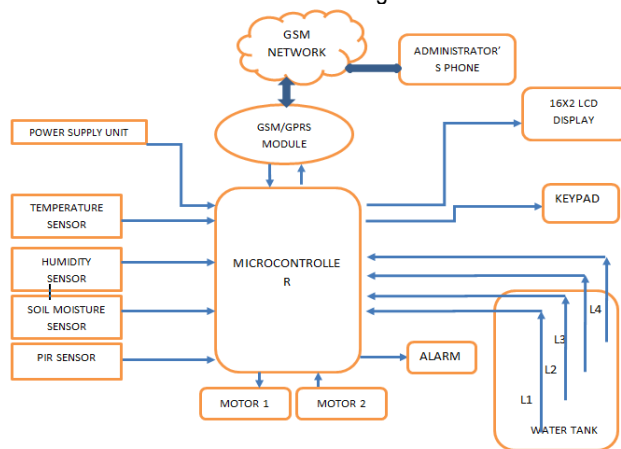 GSM
NETWORK
ADMINISTRATOR'
S PHONE
16X2 LCD
DISPLAY
GSM/GPRS
MODULE
POWER SUPPLY UNIT
TEMPERATURE
SENSOR
KEYPAD
HUMIDITY
SENSOR
MICROCONTROLLE
R
SOIL MOISTURE
SENSOR
PIR SENSOR
ALARM
MOTOR 1
MOTOR 2
L4
L3
L2
L1
WATER TANK